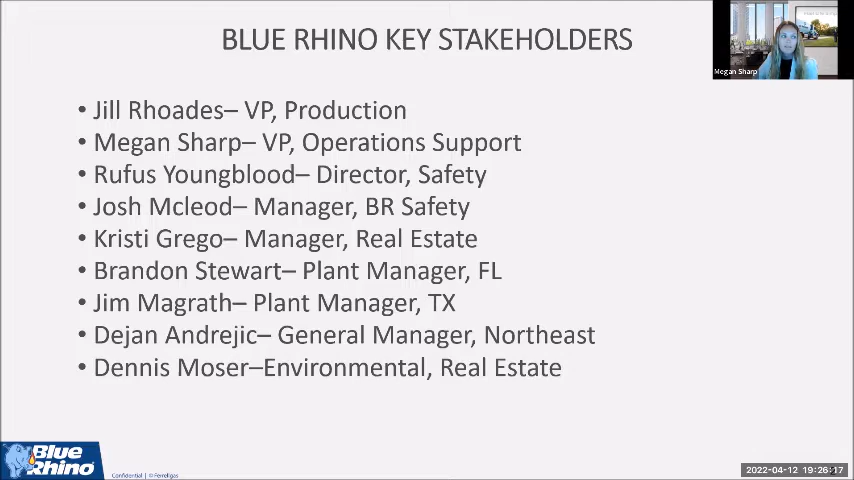 BLUE RHINO KEY STAKEHOLDERS
Megan Sharp
• Jill Rhoades– VP, Production
• Megan Sharp– VP, Operations Support
• Rufus Youngblood– Director, Safety
• Josh Mcleod– Manager, BR Safety
• Kristi Grego– Manager, Real Estate
• Brandon Stewart– Plant Manager, FL
• Jim Magrath– Plant Manager, TX
• Dejan Andrejic– General Manager, Northeast
• Dennis Moser–Environmental, Real Estate
Blue
Rhino
Confidential | © Ferrellgas
2022-04-12 19:26:17